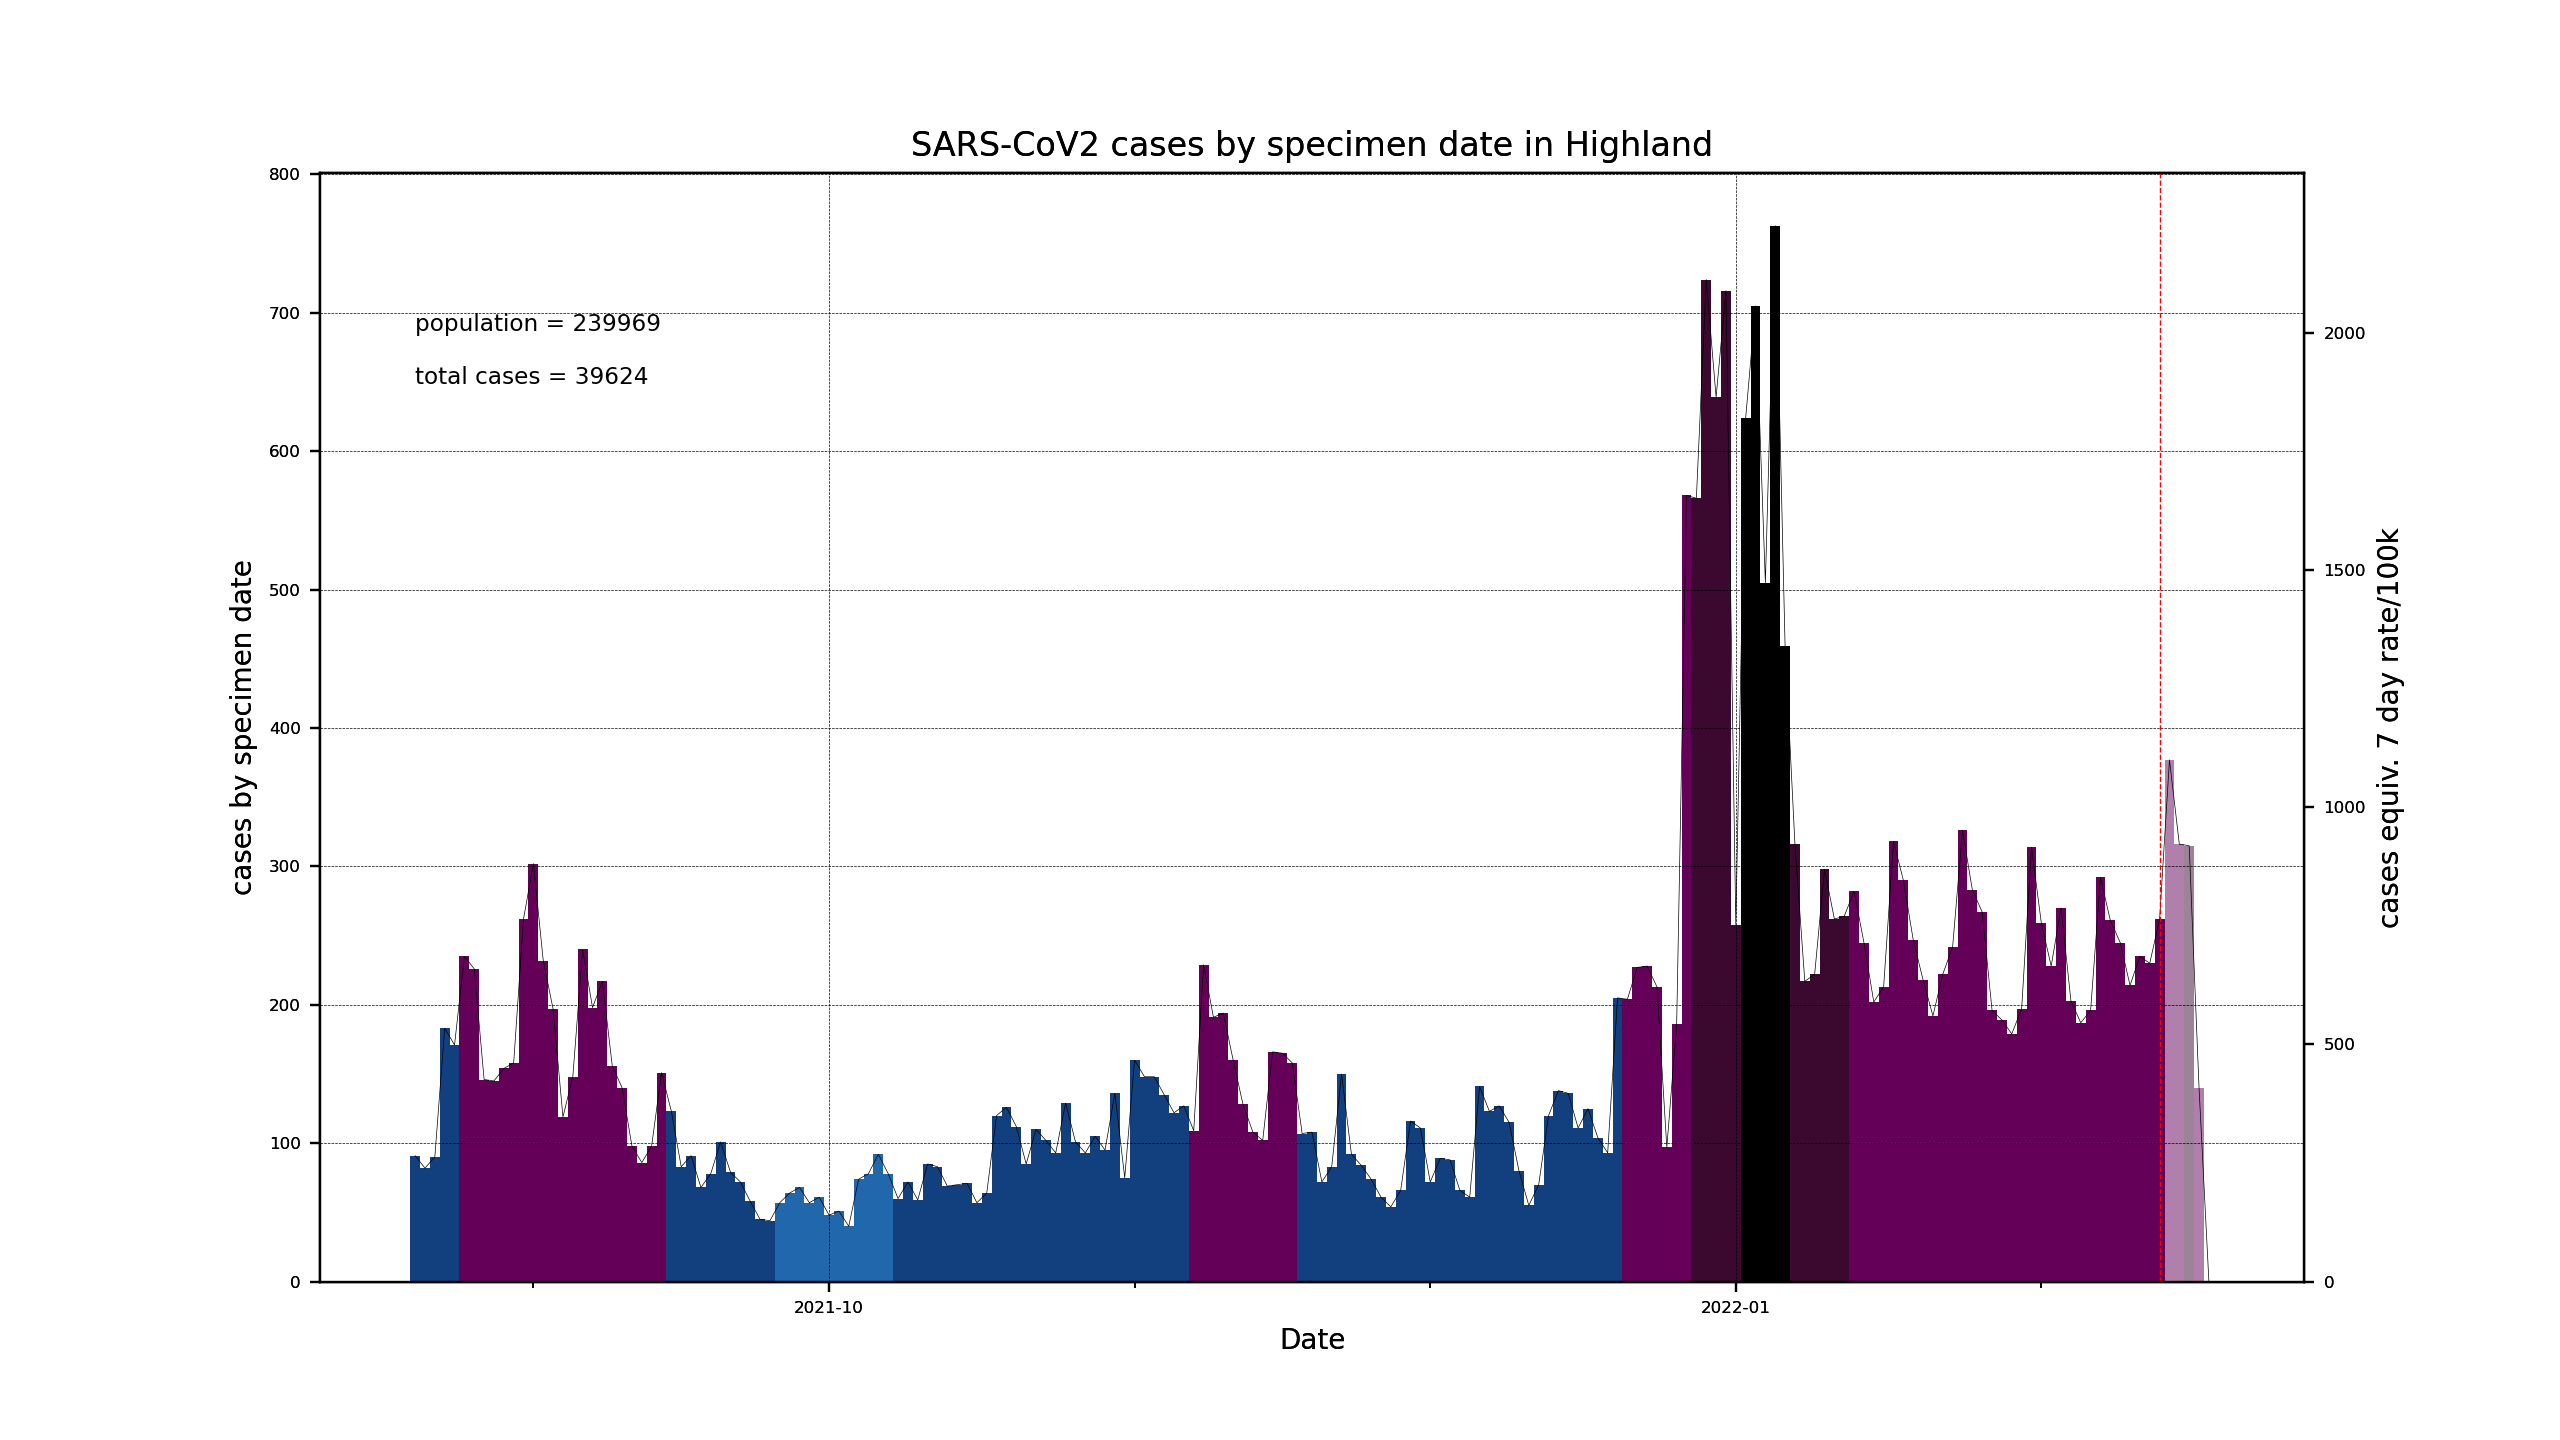 SARS-CoV2 cases by specimen date in Highland
800
700
600
500
400
300
200
100
0
cases by specimen date
population = 239969
total cases = 39624
2000
1500
1000
500
0
cases equiv. 7 day rate/100k
2021-10
2022-01
Date